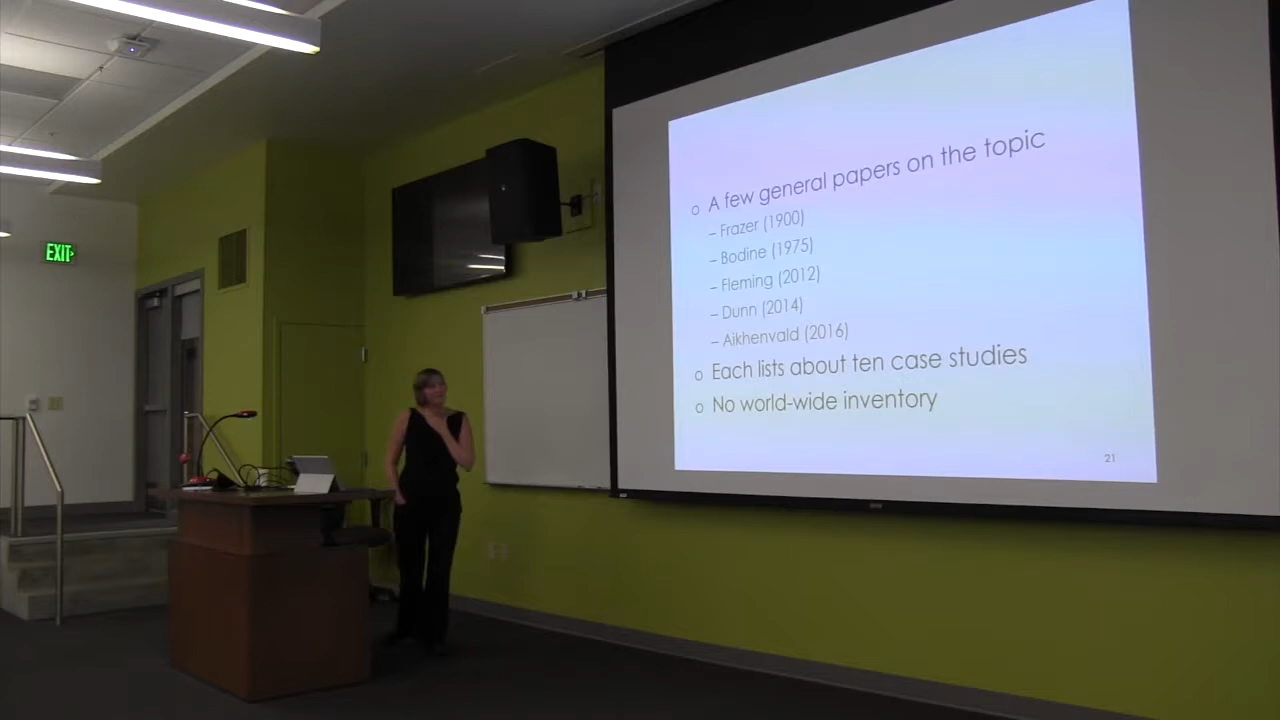 EXIT
○ A few general papers on the topic
– Frazer (1900)
– Bodine (1975)
– Fleming (2012)
– Dunn (2014)
– Aikhenvald (2016)
○ Each lists about ten case studies
○ No world-wide inventory
21